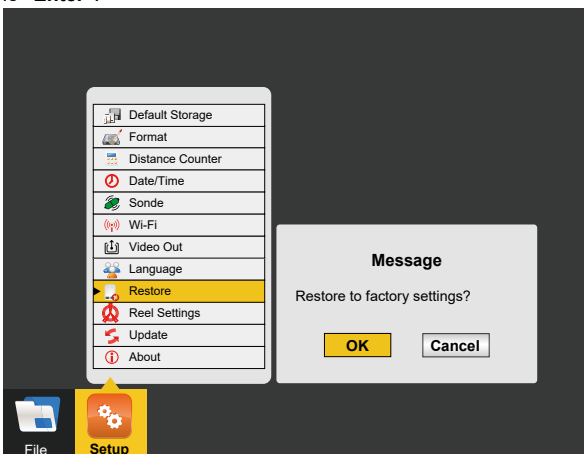 "Enter".
Default Storage
Format
Distance Counter
Date/Time
Sonde
Wi-Fi
Video Out
Language
Restore
Reel Settings
Update
About
Message
Restore to factory settings?
OK
Cancel
File
Setup